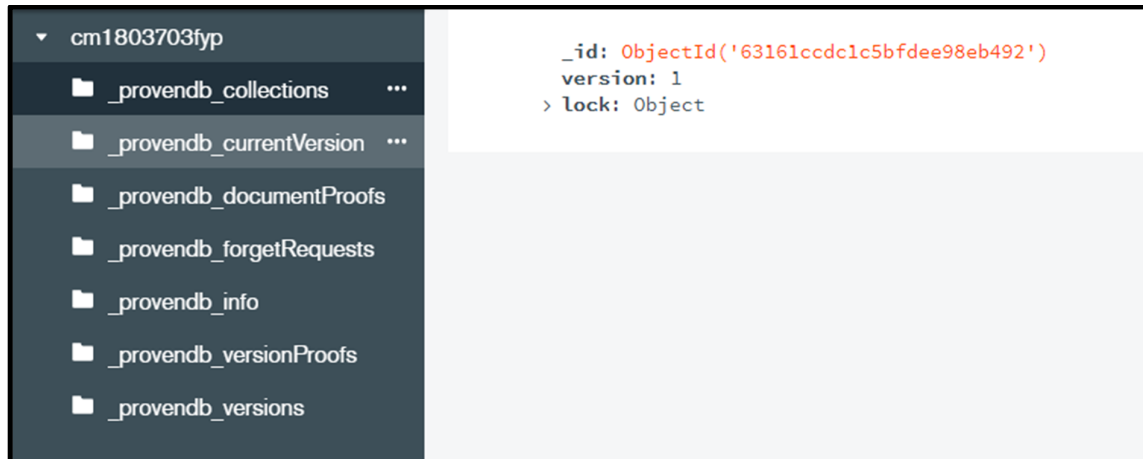 cm1803703fyp
_provendb_collections
_provendb_currentVersion
_provendb_documentProofs
_provendb_forgetRequests
_provendb_info
_provendb_versionProofs
_provendb_versions
_id: ObjectId('63161ccdc1c5bfdee98eb492')
version: 1
> lock: Object